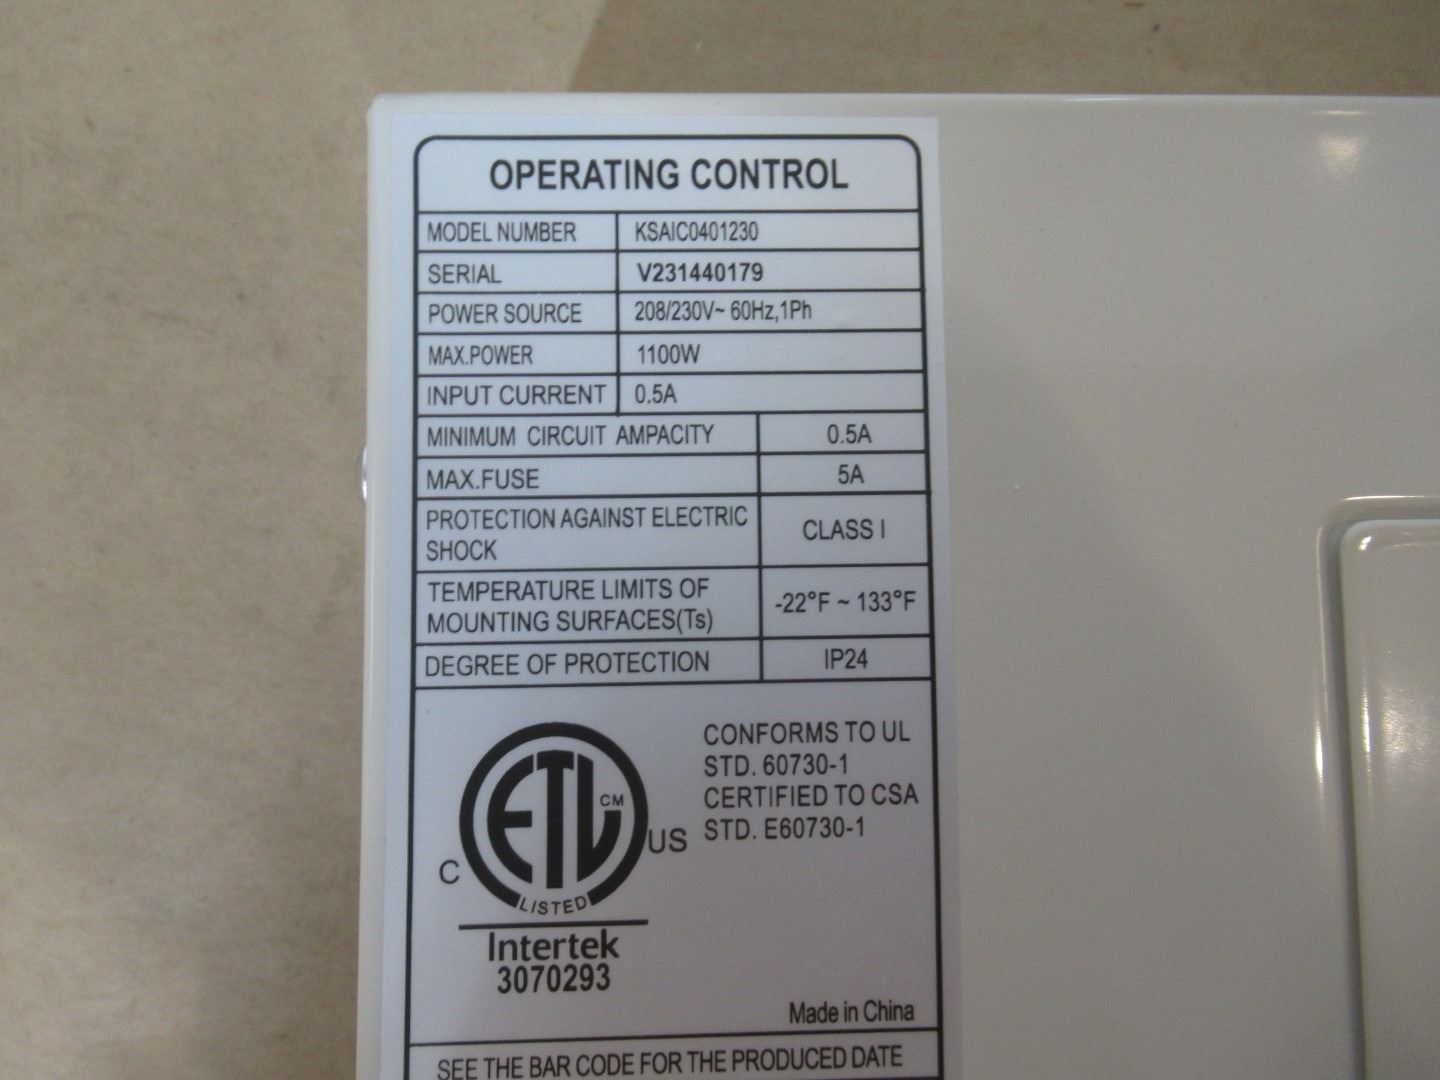 OPERATING CONTROL
MODEL NUMBER KSAIC0401230
SERIAL V231440179
POWER SOURCE 208/230V~ 60Hz,1Ph
MAX.POWER 1100W
INPUT CURRENT 0.5A
MINIMUM CIRCUIT AMPACITY 0.5A
MAX.FUSE 5A
PROTECTION AGAINST ELECTRIC
SHOCK CLASS I
TEMPERATURE LIMITS OF
MOUNTING SURFACES(Ts) -22°F ~ 133°F
DEGREE OF PROTECTION IP24
ETL CM
LISTED
C US
Intertek
3070293
CONFORMS TO UL
STD. 60730-1
CERTIFIED TO CSA
STD. E60730-1
Made in China
SEE THE BAR CODE FOR THE PRODUCED DATE